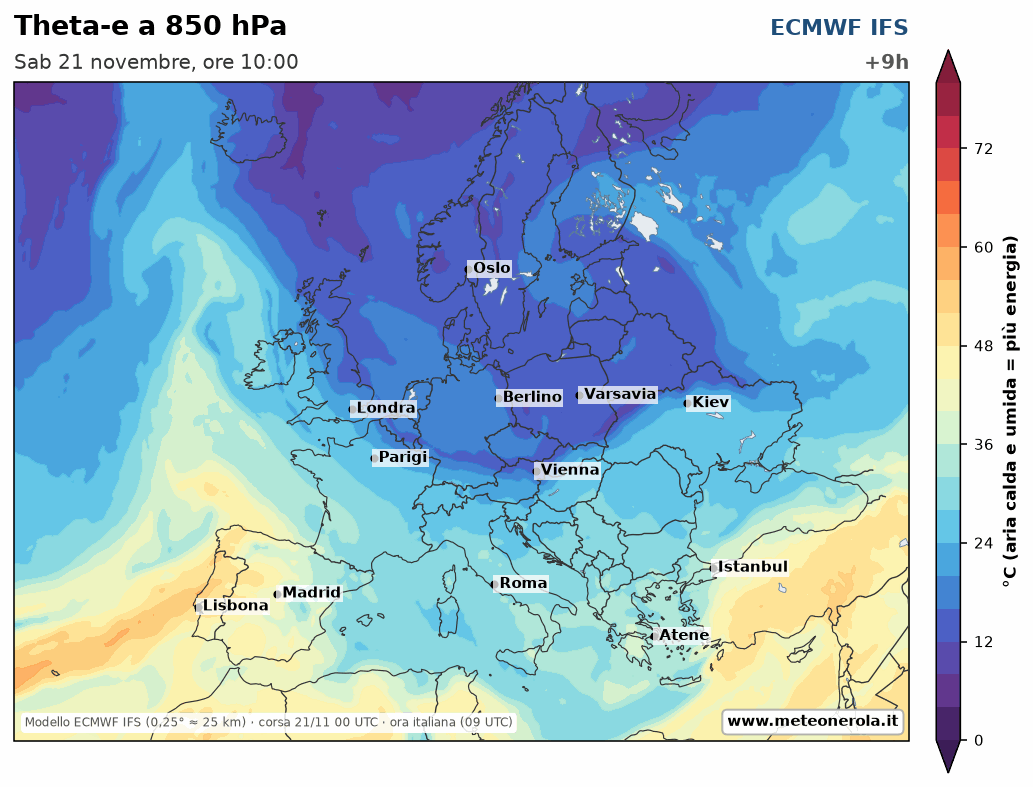 Theta-e a 850 hPa
ECMWF IFS
Sab 21 novembre, ore 10:00
+9h
Oslo
Londra
Berlino
Varsavia
Kiev
Parigi
Vienna
Istanbul
Roma
Madrid
Lisbona
Atene
Modello ECMWF IFS (0,25° ≈ 25 km) · corsa 21/11 00 UTC · ora italiana (09 UTC)
www.meteonerola.it
72
60
48
36
24
12
0
°C (aria calda e umida = più energia)